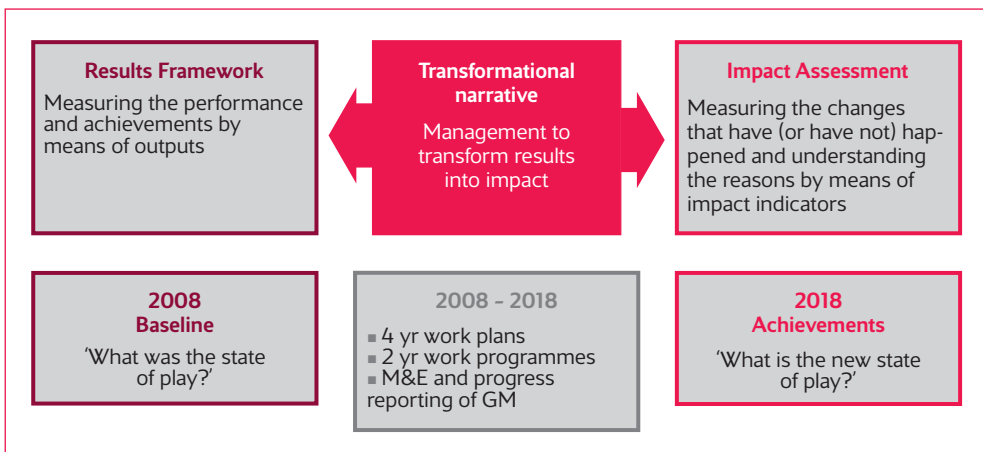 Results Framework
Measuring the performance
and achievements by
means of outputs
Transformational
narrative
Management to
transform results
into impact
Impact Assessment
Measuring the changes
that have (or have not) hap-
pened and understanding
the reasons by means of
impact indicators
2008
Baseline
‘What was the state
of play?’
2008 – 2018
■ 4 yr work plans
■ 2 yr work programmes
■ M&E and progress
reporting of GM
2018
Achievements
‘What is the new state
of play?’